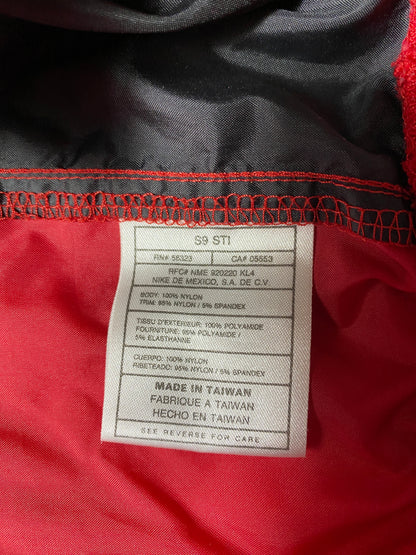 S9 STI
RN# 56323 CA# 05553
RFC# NME 920220 KL4
NIKE DE MEXICO, S.A. DE C.V.
BODY: 100% NYLON
TRIM: 95% NYLON / 5% SPANDEX
TISSU D'EXTERIEUR: 100% POLYAMIDE
FOURNITURE: 95% POLYAMIDE /
5% ELASTHANNE
CUERPO: 100% NYLON
RIBETEADO: 95% NYLON / 5% SPANDEX
MADE IN TAIWAN
FABRIQUE A TAIWAN
HECHO EN TAIWAN
SEE REVERSE FOR CARE